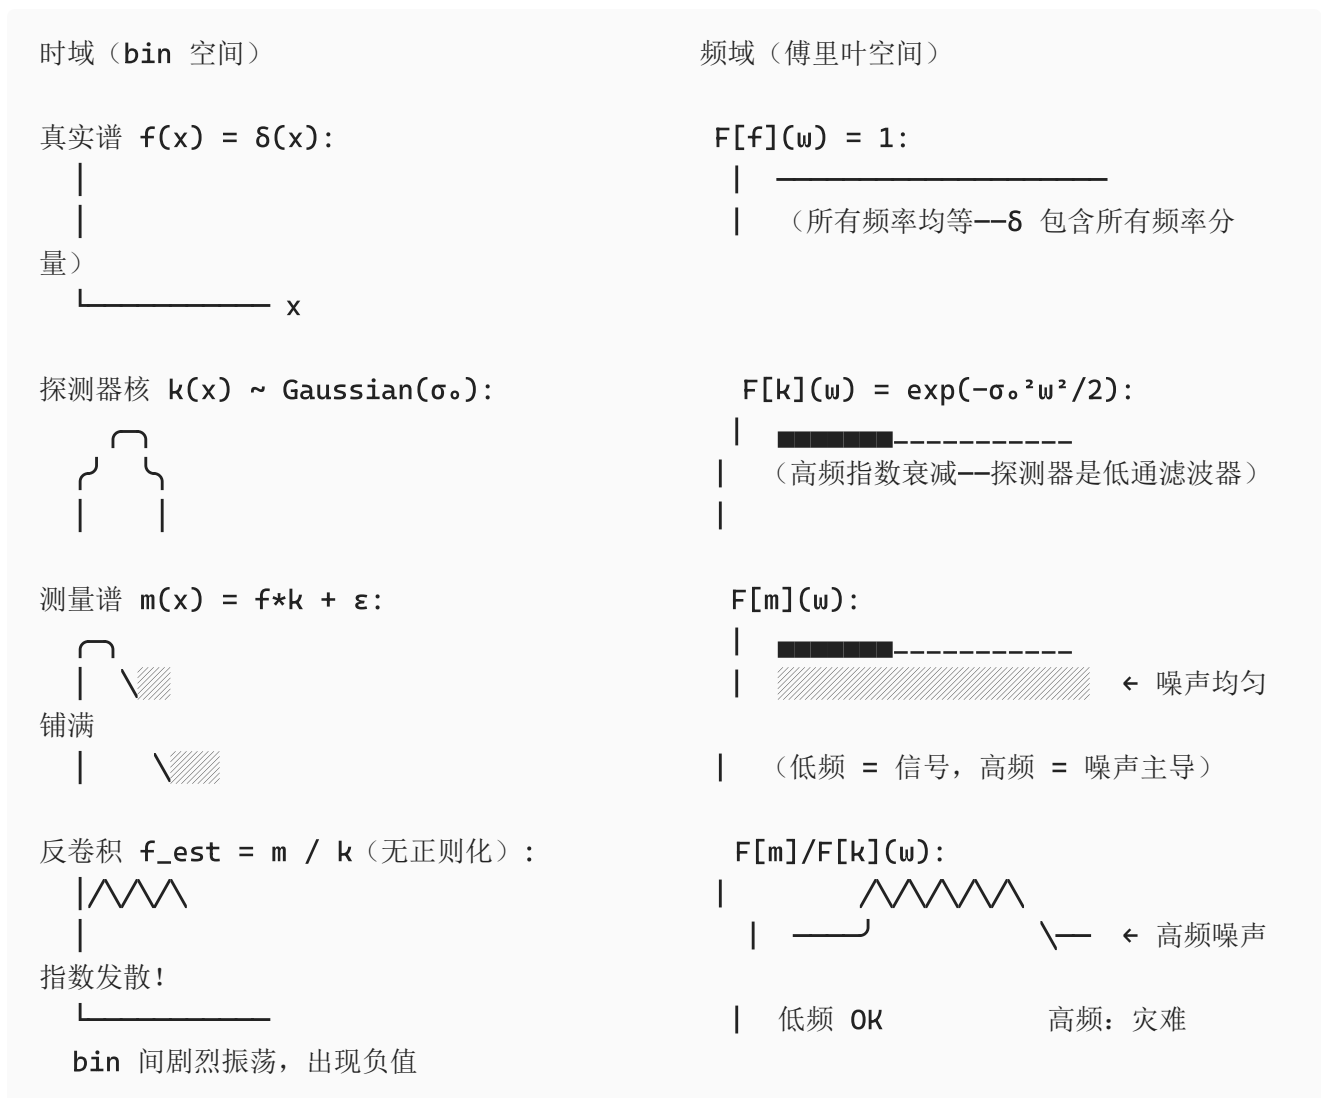 时域（bin 空间） 频域（傅里叶空间）
真实谱 f(x) = δ(x): F[f](ω) = 1:
（所有频率均等——δ 包含所有频率分
量）
x
探测器核 k(x) ~ Gaussian(σ₀): F[k](ω) = exp(-σ₀²ω²/2):
（高频指数衰减——探测器是低通滤波器）
测量谱 m(x) = f*k + ε: F[m](ω):
← 噪声均匀
铺满
（低频 = 信号，高频 = 噪声主导）
反卷积 f_est = m / k（无正则化）: F[m]/F[k](ω):
← 高频噪声
指数发散!
低频 OK 高频：灾难
bin 间剧烈振荡，出现负值